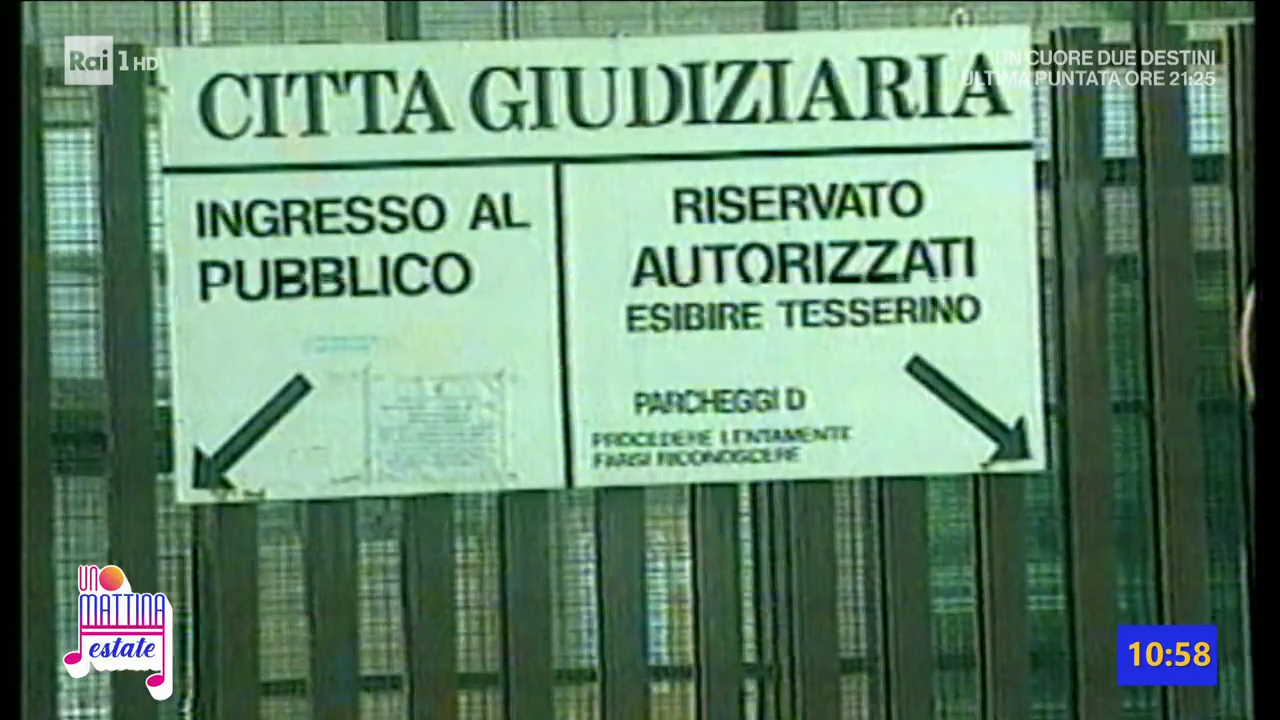 Rai 1 HD
UN CUORE DUE DESTINI
ULTIMA PUNTATA ORE 21:25
CITTA GIUDIZIARIA
INGRESSO AL
PUBBLICO
RISERVATO
AUTORIZZATI
ESIBIRE TESSERINO
PARCHEGGI D
PROCEDERE LENTAMENTE
FARSI RICONOSCERE
UNO
MATTINA
estate
10:58